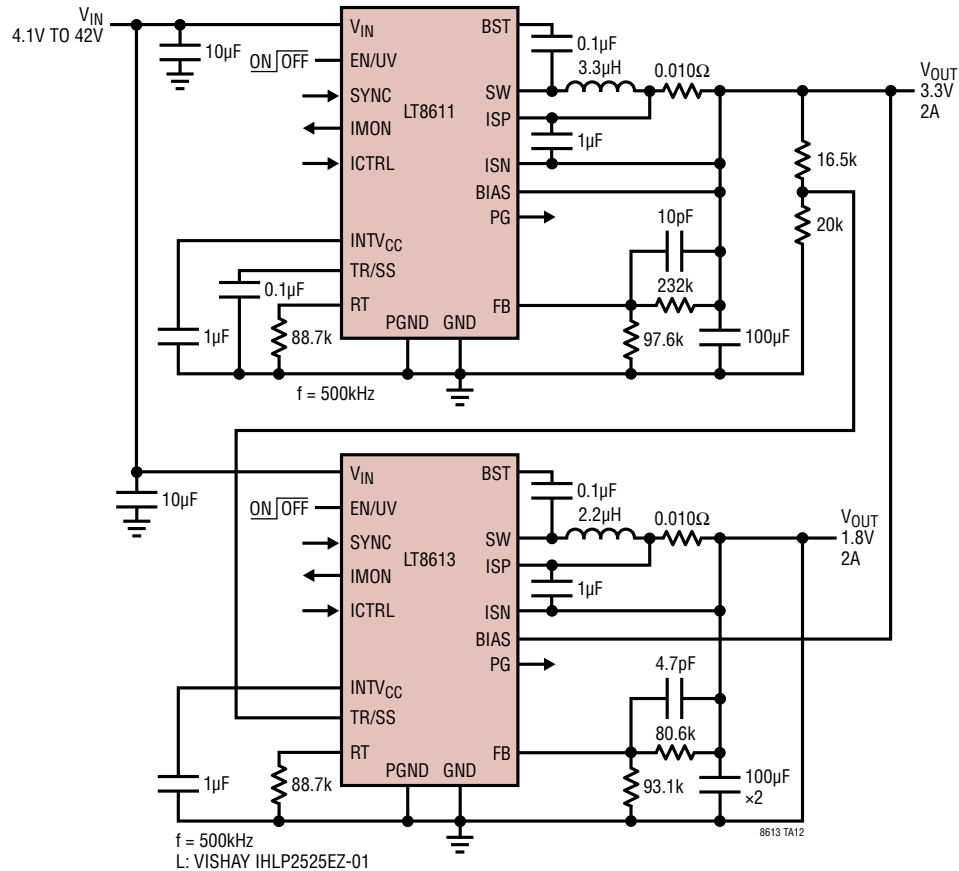 VIN
4.1V TO 42V
10µF
ON OFF
VIN
EN/UV
SYNC
IMON
ICTRL
INTVCC
TR/SS
RT
PGND GND
LT8611
BST
SW
ISP
ISN
BIAS
PG
FB
0.1µF
3.3µH
0.010Ω
1µF
10pF
232k
97.6k
100µF
16.5k
20k
VOUT
3.3V
2A
1µF
0.1µF
88.7k
f = 500kHz
10µF
ON OFF
VIN
EN/UV
SYNC
IMON
ICTRL
INTVCC
TR/SS
RT
PGND GND
LT8613
BST
SW
ISP
ISN
BIAS
PG
FB
0.1µF
2.2µH
0.010Ω
1µF
4.7pF
80.6k
93.1k
100µF
×2
VOUT
1.8V
2A
1µF
88.7k
8613 TA12
f = 500kHz
L: VISHAY IHLP2525EZ-01